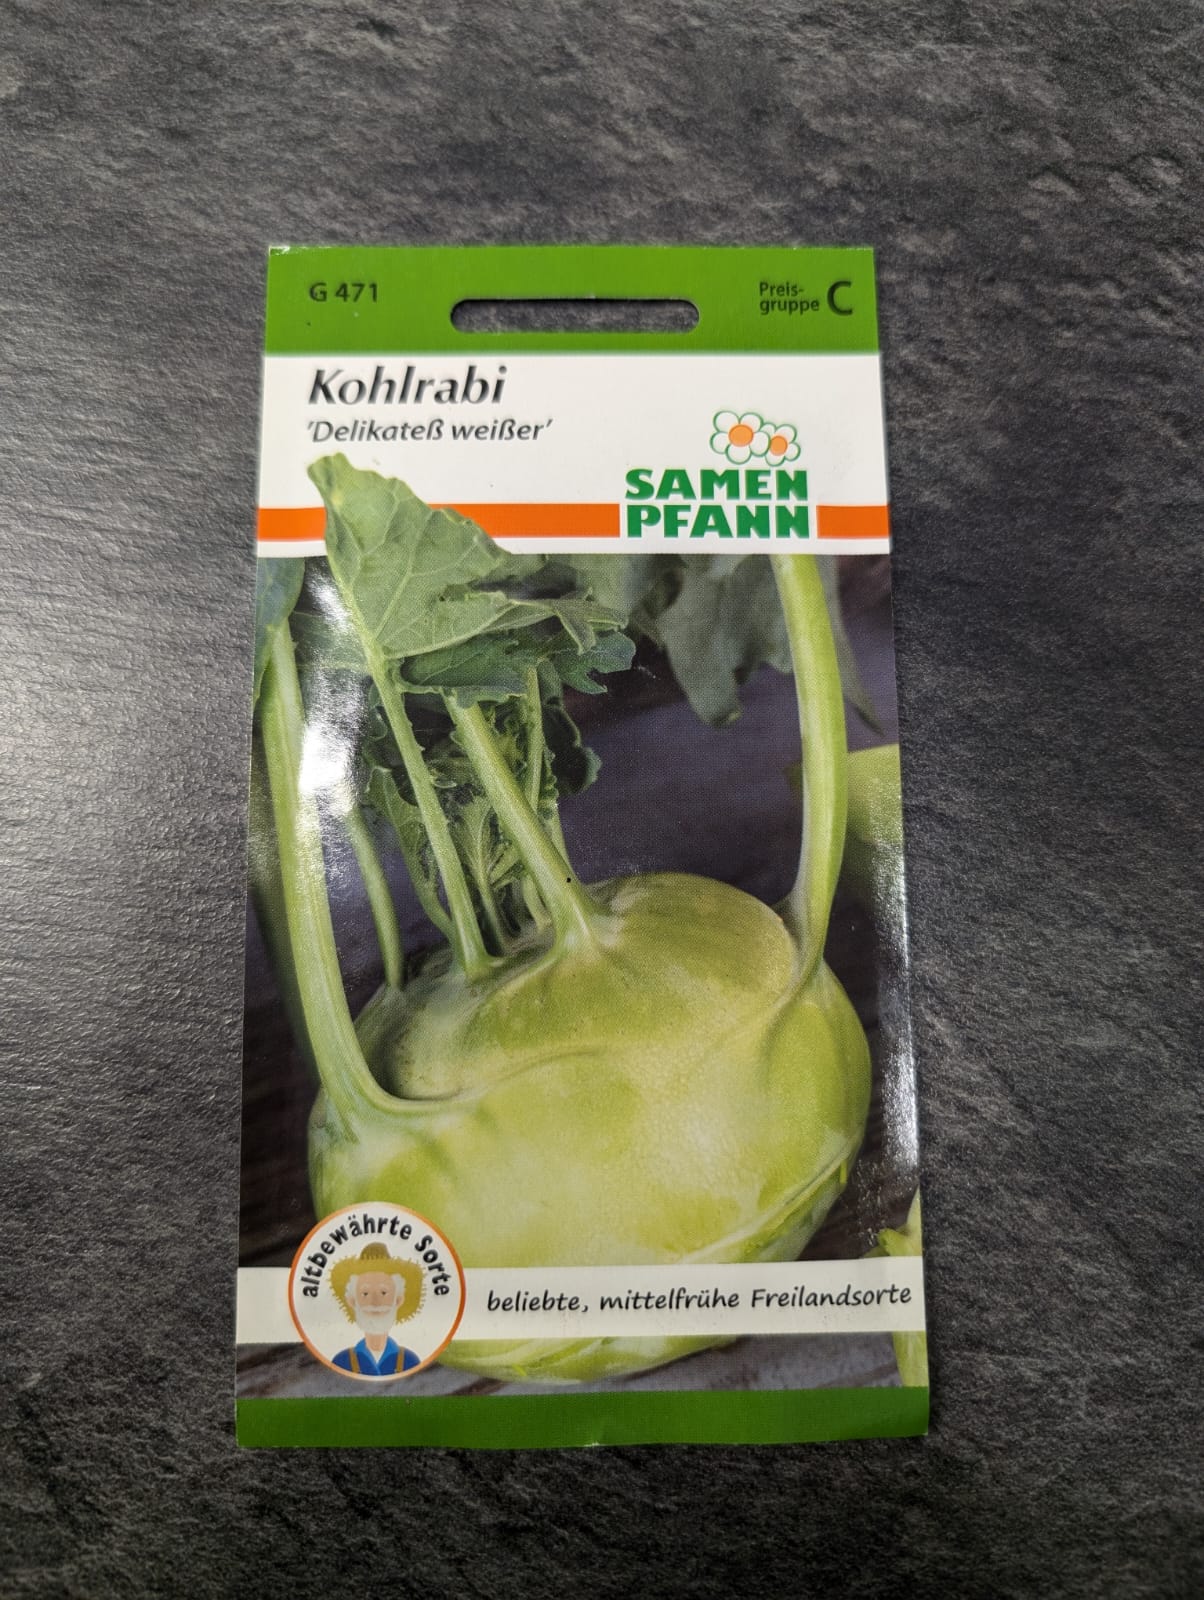 G 471
Preis-
gruppe C
Kohlrabi
'Delikateß weißer'
SAMEN
PFANN
altbewährte Sorte
beliebte, mittelfrühe Freilandsorte